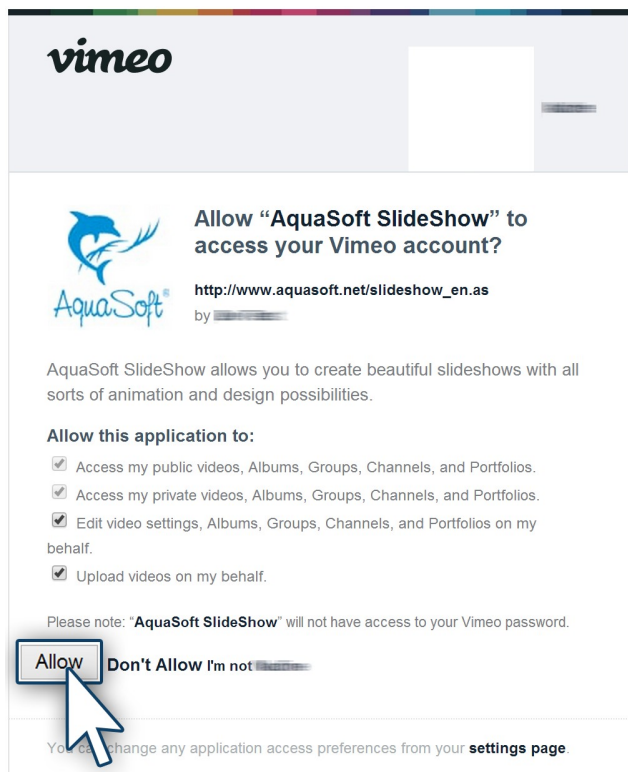 vimeo
Allow “AquaSoft SlideShow” to
access your Vimeo account?
AquaSoft®
http://www.aquasoft.net/slideshow_en.as
by
AquaSoft SlideShow allows you to create beautiful slideshows with all
sorts of animation and design possibilities.
Allow this application to:
Access my public videos, Albums, Groups, Channels, and Portfolios.
Access my private videos, Albums, Groups, Channels, and Portfolios.
Edit video settings, Albums, Groups, Channels, and Portfolios on my
behalf.
Upload videos on my behalf.
Please note: “AquaSoft SlideShow” will not have access to your Vimeo password.
Allow Don't Allow I'm not
You can change any application access preferences from your settings page.